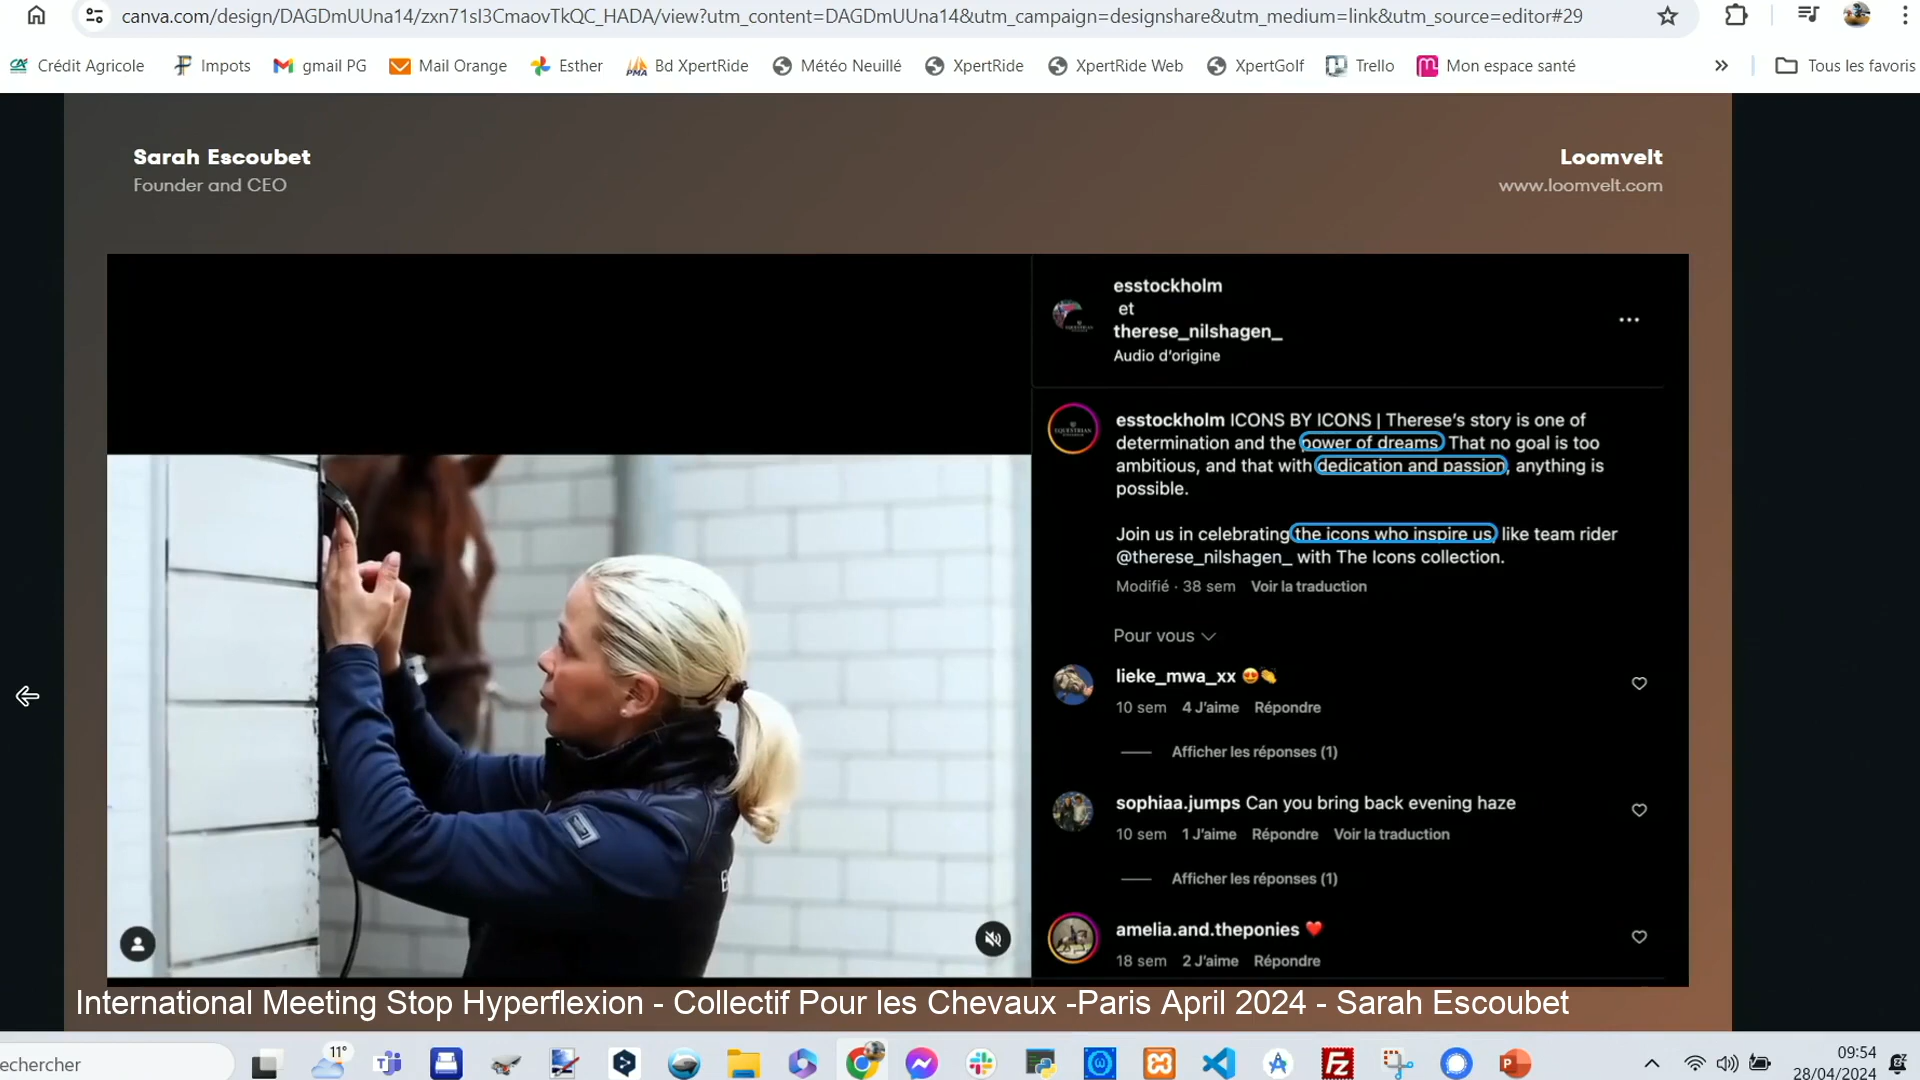 canva.com/design/DAGDmUUna14/zxn71sI3CmaovTkQC_HADA/view?utm_content=DAGDmUUna14&utm_campaign=designshare&utm_medium=link&utm_source=editor#29
Crédit Agricole Impots gmail PG Mail Orange Esther Bd XpertRide Météo Neuillé XpertRide XpertRide Web XpertGolf Trello Mon espace santé » Tous les favoris
Sarah Escoubet
Founder and CEO
Loomvelt
www.loomvelt.com
esstockholm
et
therese_nilshagen_
Audio d'origine
esstockholm ICONS BY ICONS | Therese's story is one of
determination and the power of dreams. That no goal is too
ambitious, and that with dedication and passion, anything is
possible.
Join us in celebrating the icons who inspire us, like team rider
@therese_nilshagen_ with The Icons collection.
Modifié · 38 sem Voir la traduction
Pour vous
lieke_mwa_xx 😍👏
10 sem 4 J'aime Répondre
Afficher les réponses (1)
sophiaa.jumps Can you bring back evening haze
10 sem 1 J'aime Répondre Voir la traduction
Afficher les réponses (1)
amelia.and.theponies ❤️
18 sem 2 J'aime Répondre
International Meeting Stop Hyperflexion - Collectif Pour les Chevaux -Paris April 2024 - Sarah Escoubet
echercher
11°
09:54
28/04/2024